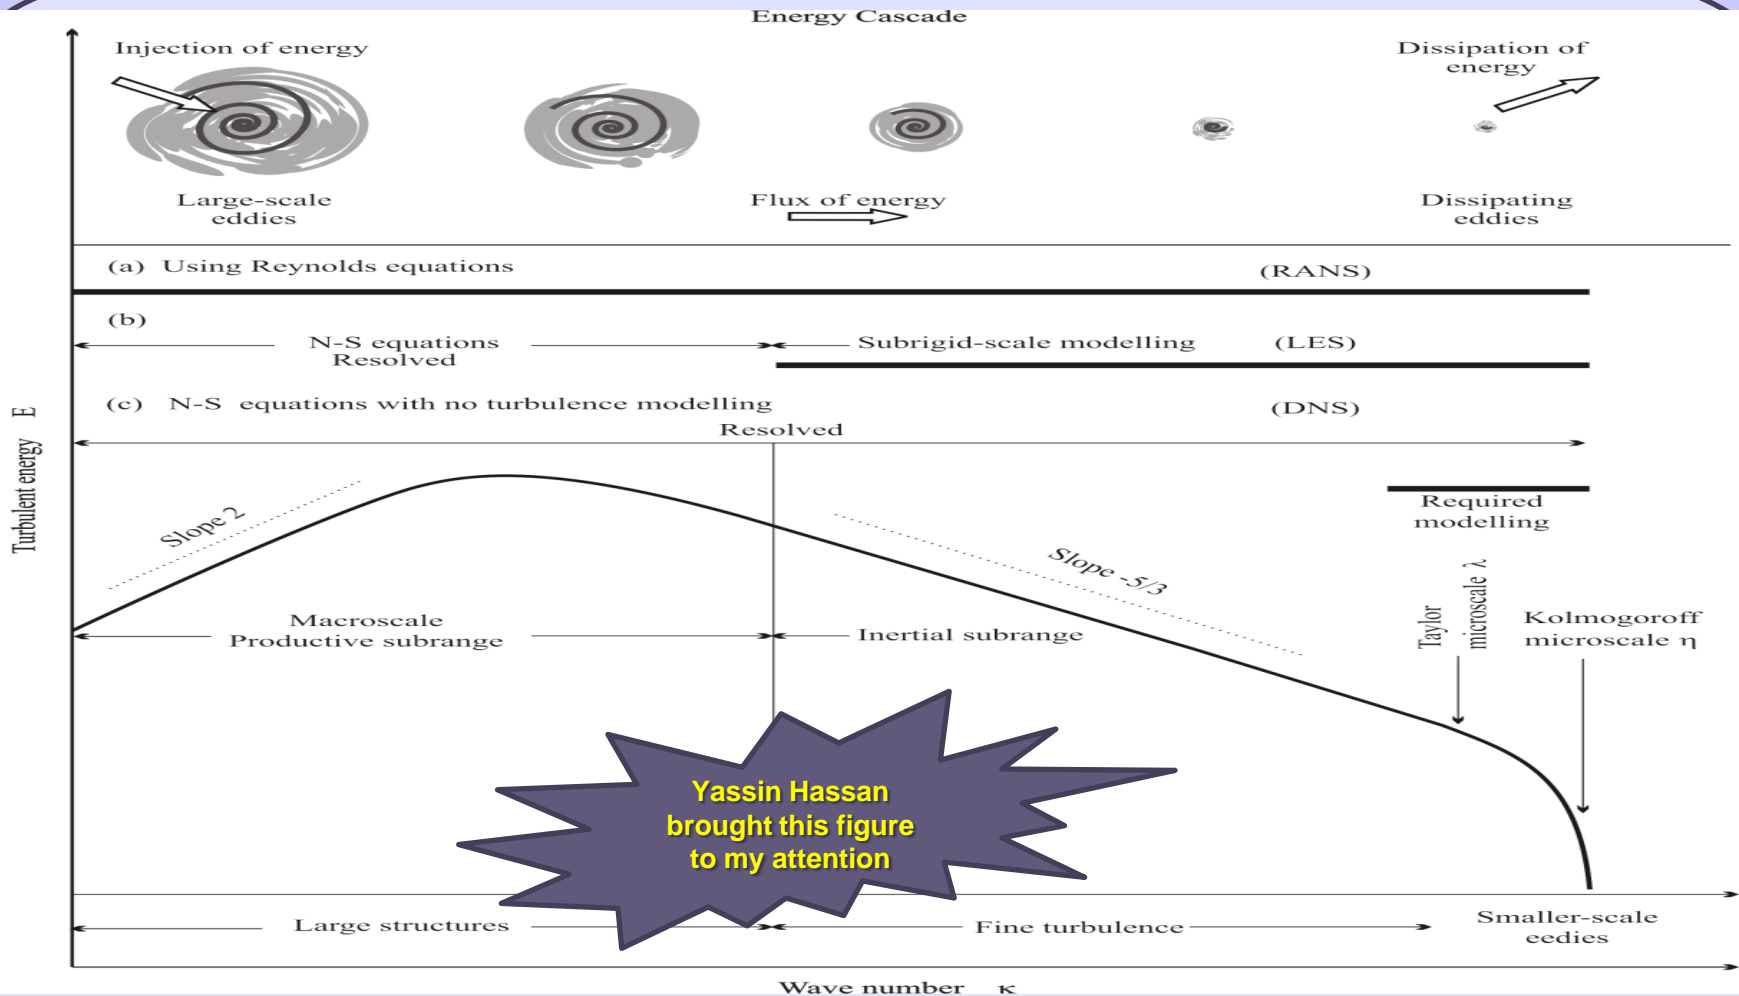 Energy Cascade
Injection of energy
Dissipation of
energy
Large-scale
eddies
Flux of energy
Dissipating
eddies
(a) Using Reynolds equations (RANS)
(b)
N-S equations
Resolved
Subrigid-scale modelling (LES)
(c) N-S equations with no turbulence modelling (DNS)
Resolved
Turbulent energy E
Slope 2
Slope -5/3
Required
modelling
Taylor
microscale λ
Kolmogoroff
microscale η
Macroscale
Productive subrange
Inertial subrange
Yassin Hassan
brought this figure
to my attention
Large structures
Fine turbulence
Smaller-scale
eedies
Wave number κ